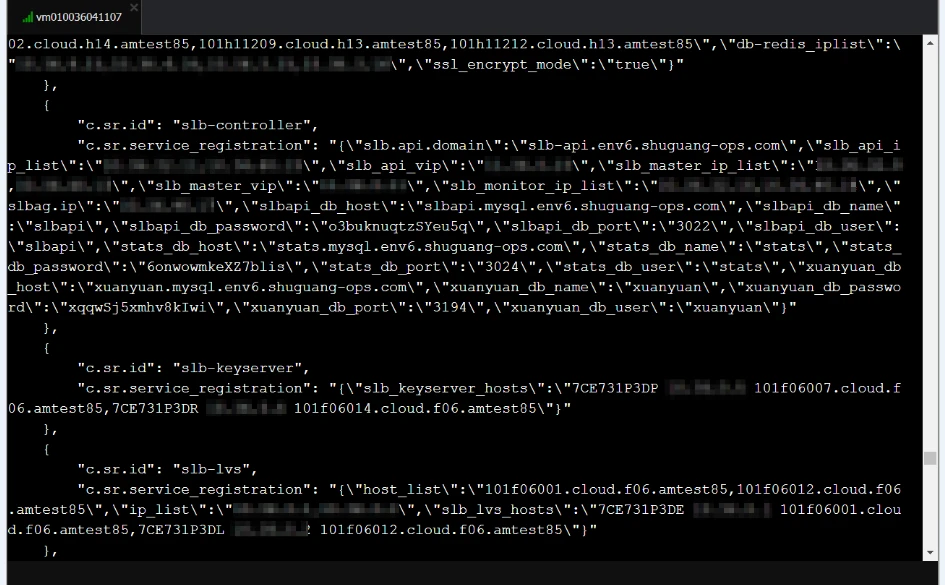 vm010036041107
02.cloud.h14.amtest85,101h11209.cloud.h13.amtest85,101h11212.cloud.h13.amtest85\",\"db-redis_iplist\":\
"\",\"ssl_encrypt_mode\":\"true\"}"
},
{
"c.sr.id": "slb-controller",
"c.sr.service_registration": "{\"slb.api.domain\":\"slb-api.env6.shuguang-ops.com\",\"slb_api_i
p_list\":\"\",\"slb_api_vip\":\"\",\"slb_master_ip_list\":\"
,\",\"slb_master_vip\":\"\",\"slb_monitor_ip_list\":\"\",\"
slbag.ip\":\"\",\"slbapi_db_host\":\"slbapi.mysql.env6.shuguang-ops.com\",\"slbapi_db_name\"
:\"slbapi\",\"slbapi_db_password\":\"o3buknuqtzSYeu5q\",\"slbapi_db_port\":\"3022\",\"slbapi_db_user\":
\"slbapi\",\"stats_db_host\":\"stats.mysql.env6.shuguang-ops.com\",\"stats_db_name\":\"stats\",\"stats_
db_password\":\"6onwowmkeXZ7blis\",\"stats_db_port\":\"3024\",\"stats_db_user\":\"stats\",\"xuanyuan_db
_host\":\"xuanyuan.mysql.env6.shuguang-ops.com\",\"xuanyuan_db_name\":\"xuanyuan\",\"xuanyuan_db_passwo
rd\":\"xqqwSj5xmhv8kIwi\",\"xuanyuan_db_port\":\"3194\",\"xuanyuan_db_user\":\"xuanyuan\"}"
},
{
"c.sr.id": "slb-keyserver",
"c.sr.service_registration": "{\"slb_keyserver_hosts\":\"7CE731P3DP 101f06007.cloud.f
06.amtest85,7CE731P3DR 101f06014.cloud.f06.amtest85\"}"
},
{
"c.sr.id": "slb-lvs",
"c.sr.service_registration": "{\"host_list\":\"101f06001.cloud.f06.amtest85,101f06012.cloud.f06
.amtest85\",\"ip_list\":\"\",\"slb_lvs_hosts\":\"7CE731P3DE 101f06001.clou
d.f06.amtest85,7CE731P3DL 101f06012.cloud.f06.amtest85\"}"
},